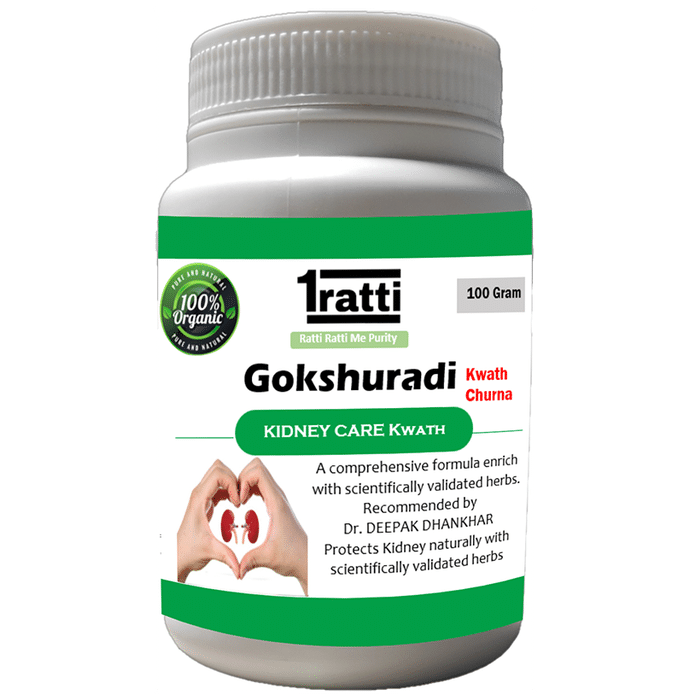 1ratti
Ratti Ratti Me Purity
100 Gram
PURE AND NATURAL
100%
Organic
PURE AND NATURAL
Gokshuradi
Kwath
Churna
KIDNEY CARE Kwath
A comprehensive formula enrich
with scientifically validated herbs.
Recommended by
Dr. DEEPAK DHANKHAR
Protects Kidney naturally with
scientifically validated herbs